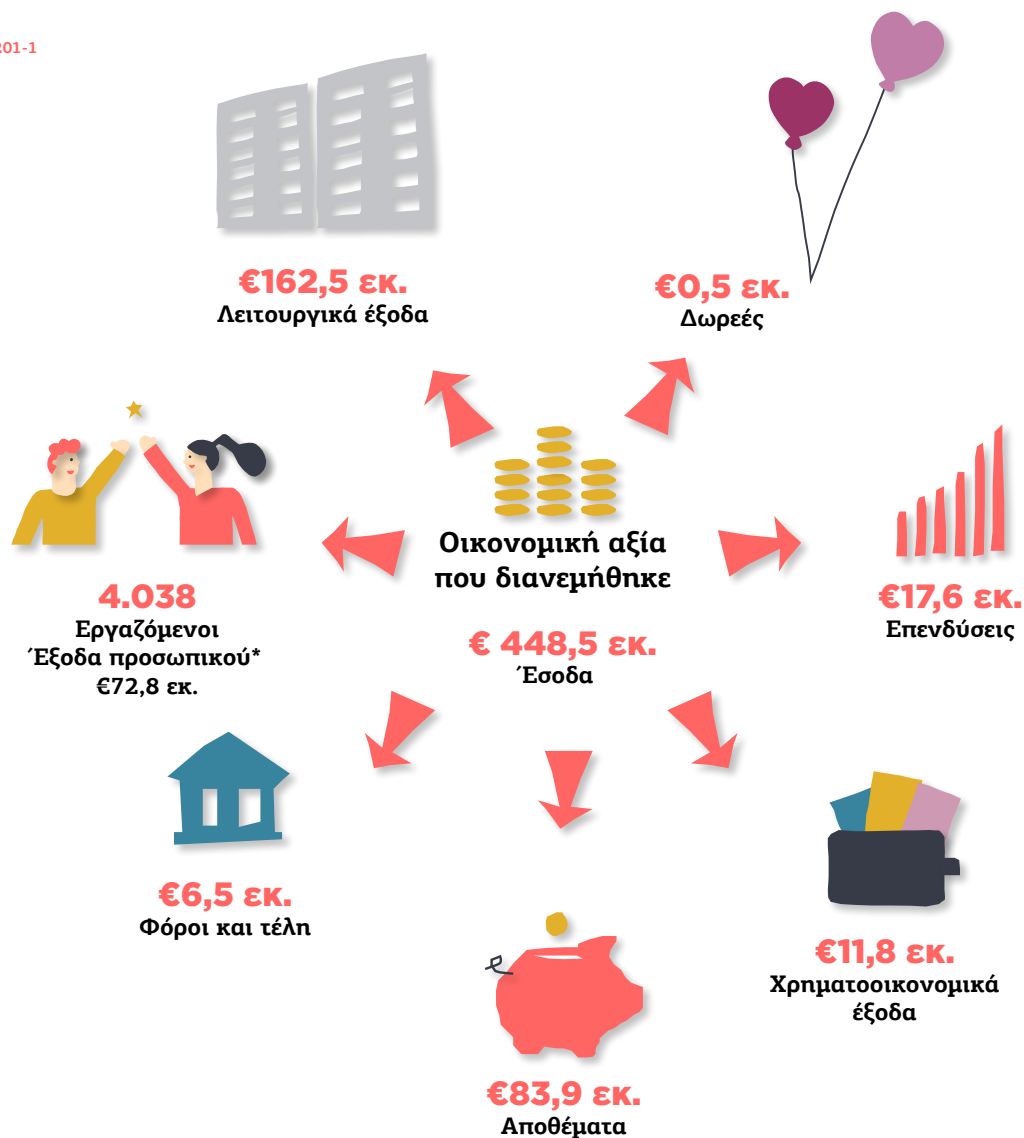 201-1
€162,5 εκ.
Λειτουργικά έξοδα
€0,5 εκ.
Δωρεές
Οικονομική αξία
που διανεμήθηκε
€ 448,5 εκ.
Έσοδα
4.038
Εργαζόμενοι
Έξοδα προσωπικού*
€72,8 εκ.
€17,6 εκ.
Επενδύσεις
€6,5 εκ.
Φόροι και τέλη
€11,8 εκ.
Χρηματοοικονομικά
έξοδα
€83,9 εκ.
Αποθέματα